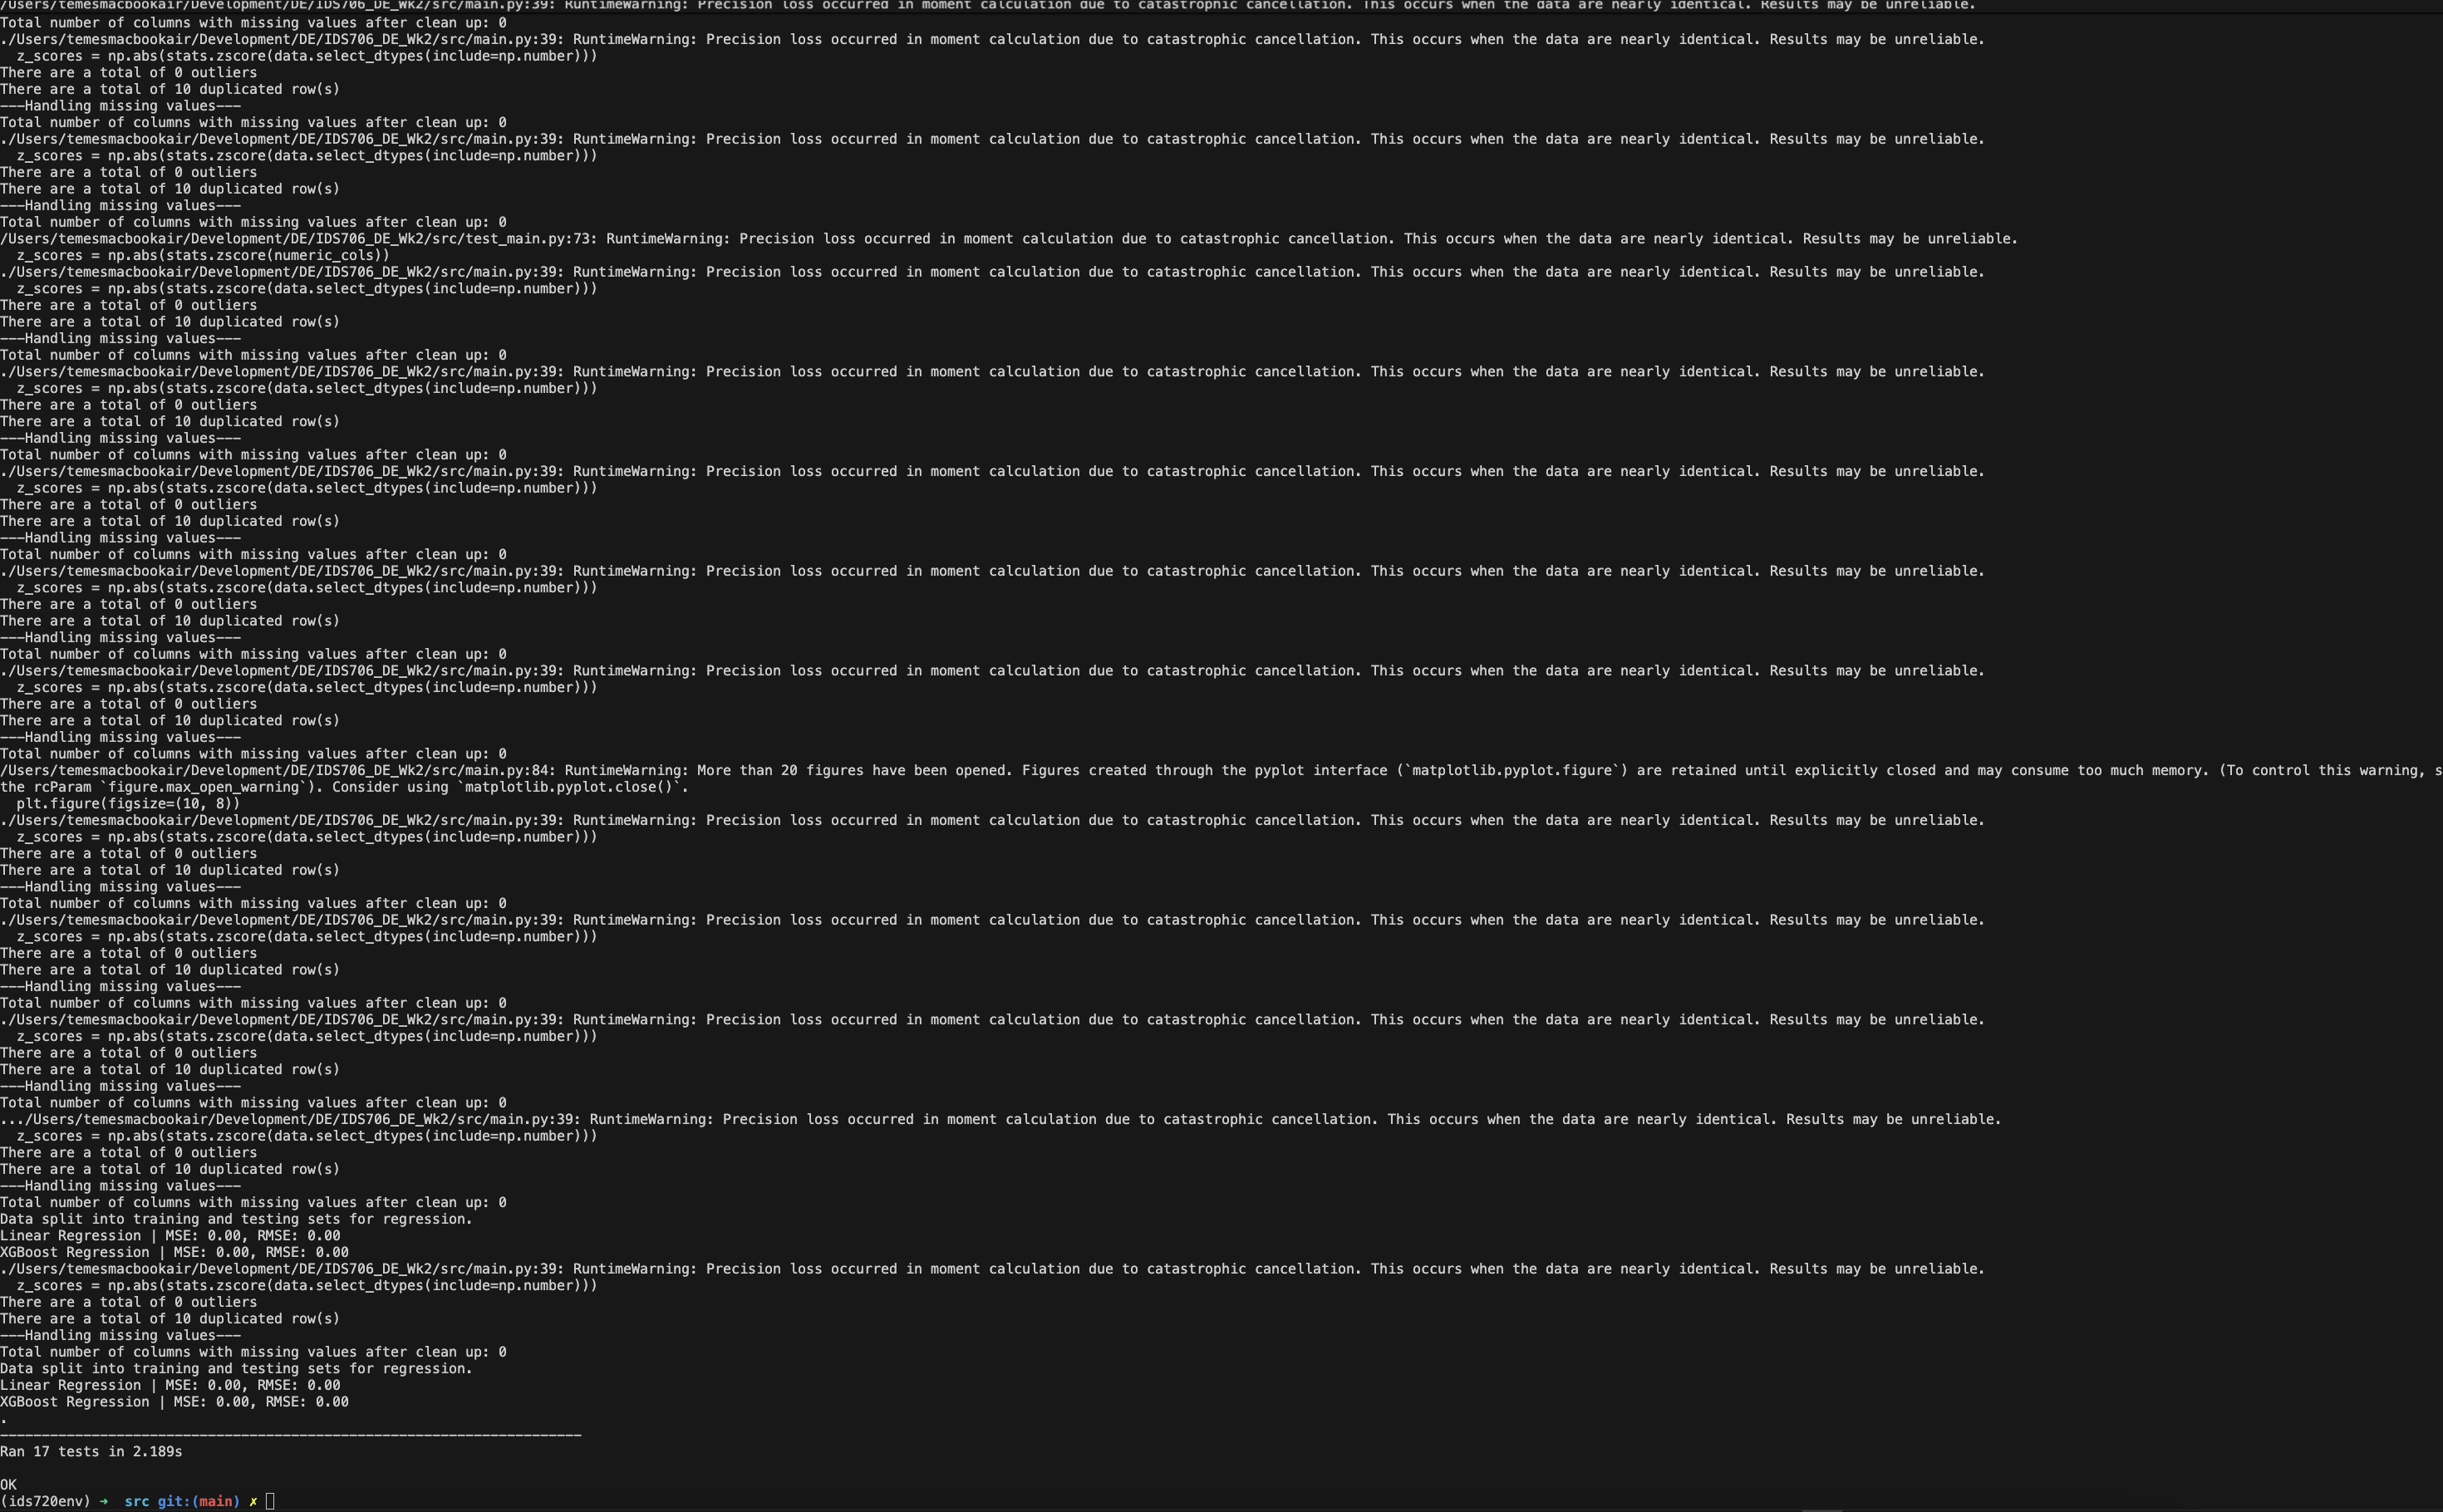 /Users/temesmacbookair/Development/DE/IDS706_DE_Wk2/src/main.py:39: RuntimeWarning: Precision loss occurred in moment calculation due to catastrophic cancellation. This occurs when the data are nearly identical. Results may be unreliable.
Total number of columns with missing values after clean up: 0
./Users/temesmacbookair/Development/DE/IDS706_DE_Wk2/src/main.py:39: RuntimeWarning: Precision loss occurred in moment calculation due to catastrophic cancellation. This occurs when the data are nearly identical. Results may be unreliable.
  z_scores = np.abs(stats.zscore(data.select_dtypes(include=np.number)))
There are a total of 0 outliers
There are a total of 10 duplicated row(s)
---Handling missing values---
Total number of columns with missing values after clean up: 0
./Users/temesmacbookair/Development/DE/IDS706_DE_Wk2/src/main.py:39: RuntimeWarning: Precision loss occurred in moment calculation due to catastrophic cancellation. This occurs when the data are nearly identical. Results may be unreliable.
  z_scores = np.abs(stats.zscore(data.select_dtypes(include=np.number)))
There are a total of 0 outliers
There are a total of 10 duplicated row(s)
---Handling missing values---
Total number of columns with missing values after clean up: 0
/Users/temesmacbookair/Development/DE/IDS706_DE_Wk2/src/test_main.py:73: RuntimeWarning: Precision loss occurred in moment calculation due to catastrophic cancellation. This occurs when the data are nearly identical. Results may be unreliable.
  z_scores = np.abs(stats.zscore(numeric_cols))
./Users/temesmacbookair/Development/DE/IDS706_DE_Wk2/src/main.py:39: RuntimeWarning: Precision loss occurred in moment calculation due to catastrophic cancellation. This occurs when the data are nearly identical. Results may be unreliable.
  z_scores = np.abs(stats.zscore(data.select_dtypes(include=np.number)))
There are a total of 0 outliers
There are a total of 10 duplicated row(s)
---Handling missing values---
Total number of columns with missing values after clean up: 0
./Users/temesmacbookair/Development/DE/IDS706_DE_Wk2/src/main.py:39: RuntimeWarning: Precision loss occurred in moment calculation due to catastrophic cancellation. This occurs when the data are nearly identical. Results may be unreliable.
  z_scores = np.abs(stats.zscore(data.select_dtypes(include=np.number)))
There are a total of 0 outliers
There are a total of 10 duplicated row(s)
---Handling missing values---
Total number of columns with missing values after clean up: 0
./Users/temesmacbookair/Development/DE/IDS706_DE_Wk2/src/main.py:39: RuntimeWarning: Precision loss occurred in moment calculation due to catastrophic cancellation. This occurs when the data are nearly identical. Results may be unreliable.
  z_scores = np.abs(stats.zscore(data.select_dtypes(include=np.number)))
There are a total of 0 outliers
There are a total of 10 duplicated row(s)
---Handling missing values---
Total number of columns with missing values after clean up: 0
./Users/temesmacbookair/Development/DE/IDS706_DE_Wk2/src/main.py:39: RuntimeWarning: Precision loss occurred in moment calculation due to catastrophic cancellation. This occurs when the data are nearly identical. Results may be unreliable.
  z_scores = np.abs(stats.zscore(data.select_dtypes(include=np.number)))
There are a total of 0 outliers
There are a total of 10 duplicated row(s)
---Handling missing values---
Total number of columns with missing values after clean up: 0
./Users/temesmacbookair/Development/DE/IDS706_DE_Wk2/src/main.py:39: RuntimeWarning: Precision loss occurred in moment calculation due to catastrophic cancellation. This occurs when the data are nearly identical. Results may be unreliable.
  z_scores = np.abs(stats.zscore(data.select_dtypes(include=np.number)))
There are a total of 0 outliers
There are a total of 10 duplicated row(s)
---Handling missing values---
Total number of columns with missing values after clean up: 0
/Users/temesmacbookair/Development/DE/IDS706_DE_Wk2/src/main.py:84: RuntimeWarning: More than 20 figures have been opened. Figures created through the pyplot interface (`matplotlib.pyplot.figure`) are retained until explicitly closed and may consume too much memory. (To control this warning, s
the rcParam `figure.max_open_warning`). Consider using `matplotlib.pyplot.close()`.
  plt.figure(figsize=(10, 8))
./Users/temesmacbookair/Development/DE/IDS706_DE_Wk2/src/main.py:39: RuntimeWarning: Precision loss occurred in moment calculation due to catastrophic cancellation. This occurs when the data are nearly identical. Results may be unreliable.
  z_scores = np.abs(stats.zscore(data.select_dtypes(include=np.number)))
There are a total of 0 outliers
There are a total of 10 duplicated row(s)
---Handling missing values---
Total number of columns with missing values after clean up: 0
./Users/temesmacbookair/Development/DE/IDS706_DE_Wk2/src/main.py:39: RuntimeWarning: Precision loss occurred in moment calculation due to catastrophic cancellation. This occurs when the data are nearly identical. Results may be unreliable.
  z_scores = np.abs(stats.zscore(data.select_dtypes(include=np.number)))
There are a total of 0 outliers
There are a total of 10 duplicated row(s)
---Handling missing values---
Total number of columns with missing values after clean up: 0
./Users/temesmacbookair/Development/DE/IDS706_DE_Wk2/src/main.py:39: RuntimeWarning: Precision loss occurred in moment calculation due to catastrophic cancellation. This occurs when the data are nearly identical. Results may be unreliable.
  z_scores = np.abs(stats.zscore(data.select_dtypes(include=np.number)))
There are a total of 0 outliers
There are a total of 10 duplicated row(s)
---Handling missing values---
Total number of columns with missing values after clean up: 0
.../Users/temesmacbookair/Development/DE/IDS706_DE_Wk2/src/main.py:39: RuntimeWarning: Precision loss occurred in moment calculation due to catastrophic cancellation. This occurs when the data are nearly identical. Results may be unreliable.
  z_scores = np.abs(stats.zscore(data.select_dtypes(include=np.number)))
There are a total of 0 outliers
There are a total of 10 duplicated row(s)
---Handling missing values---
Total number of columns with missing values after clean up: 0
Data split into training and testing sets for regression.
Linear Regression | MSE: 0.00, RMSE: 0.00
XGBoost Regression | MSE: 0.00, RMSE: 0.00
./Users/temesmacbookair/Development/DE/IDS706_DE_Wk2/src/main.py:39: RuntimeWarning: Precision loss occurred in moment calculation due to catastrophic cancellation. This occurs when the data are nearly identical. Results may be unreliable.
  z_scores = np.abs(stats.zscore(data.select_dtypes(include=np.number)))
There are a total of 0 outliers
There are a total of 10 duplicated row(s)
---Handling missing values---
Total number of columns with missing values after clean up: 0
Data split into training and testing sets for regression.
Linear Regression | MSE: 0.00, RMSE: 0.00
XGBoost Regression | MSE: 0.00, RMSE: 0.00
.
----------------------------------------------------------------------
Ran 17 tests in 2.189s
OK
(ids720env) ➜  src git:(main) ✗